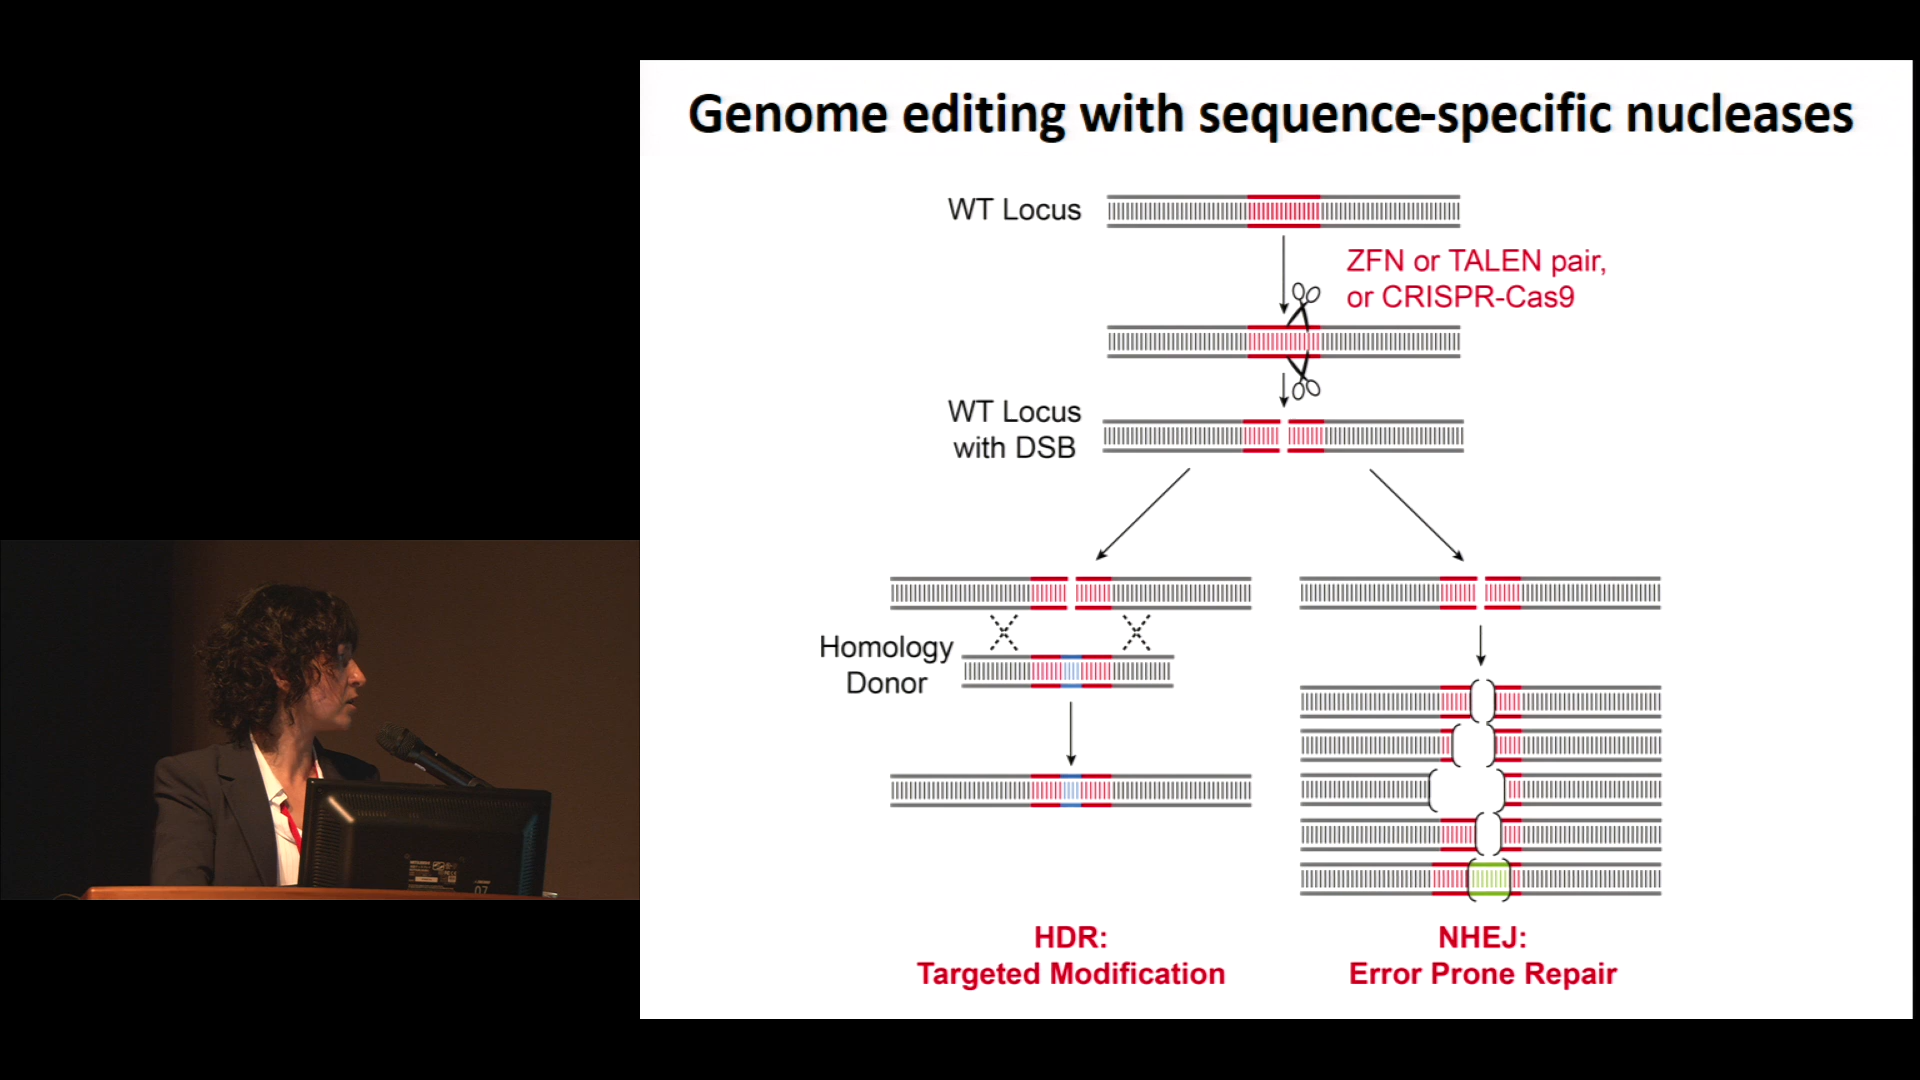 Genome editing with sequence-specific nucleases
WT Locus
ZFN or TALEN pair,
or CRISPR-Cas9
WT Locus
with DSB
Homology
Donor
HDR:
Targeted Modification
NHEJ:
Error Prone Repair
07